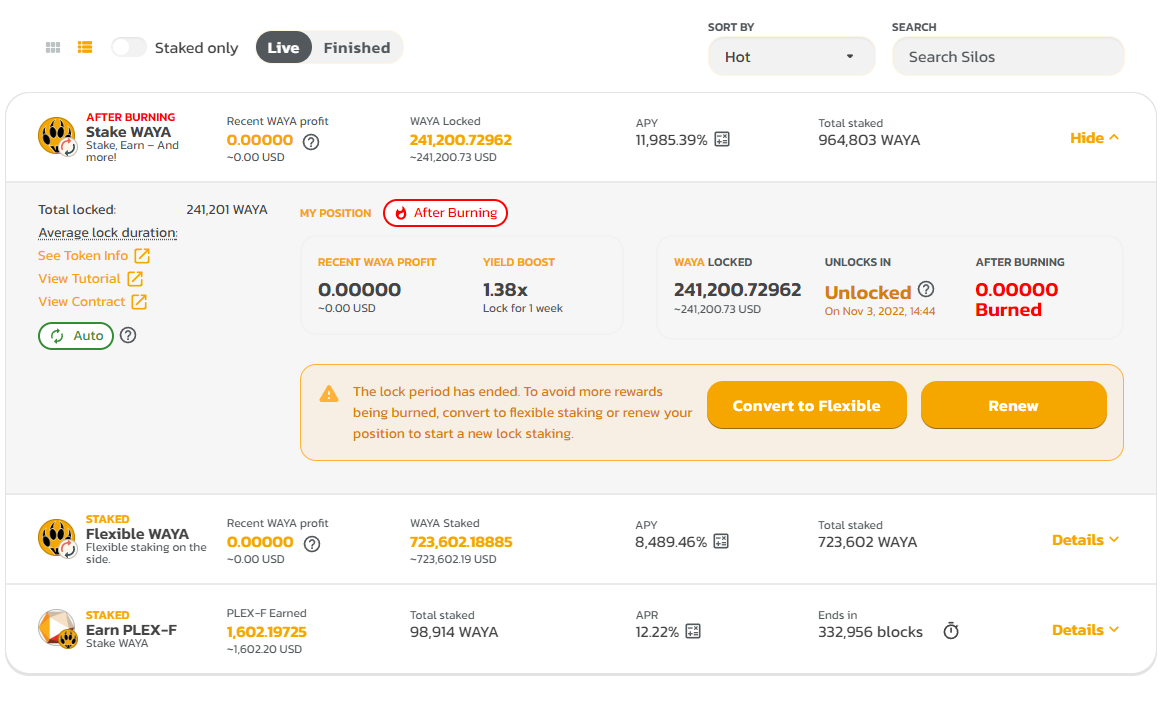 SORT BY
SEARCH
Staked only
Live
Finished
Hot
Search Silos
AFTER BURNING
Stake WAYA
Stake, Earn – And
more!
Recent WAYA profit
0.00000
~0.00 USD
WAYA Locked
241,200.72962
~241,200.73 USD
APY
11,985.39%
Total staked
964,803 WAYA
Hide
Total locked:
241,201 WAYA
Average lock duration:
See Token Info
View Tutorial
View Contract
Auto
MY POSITION
After Burning
RECENT WAYA PROFIT
0.00000
~0.00 USD
YIELD BOOST
1.38x
Lock for 1 week
WAYA LOCKED
241,200.72962
~241,200.73 USD
UNLOCKS IN
Unlocked
On Nov 3, 2022, 14:44
AFTER BURNING
0.00000
Burned
The lock period has ended. To avoid more rewards
being burned, convert to flexible staking or renew your
position to start a new lock staking.
Convert to Flexible
Renew
STAKED
Flexible WAYA
Flexible staking on the
side.
Recent WAYA profit
0.00000
~0.00 USD
WAYA Staked
723,602.18885
~723,602.19 USD
APY
8,489.46%
Total staked
723,602 WAYA
Details
STAKED
Earn PLEX-F
Stake WAYA
PLEX-F Earned
1,602.19725
~1,602.20 USD
Total staked
98,914 WAYA
APR
12.22%
Ends in
332,956 blocks
Details